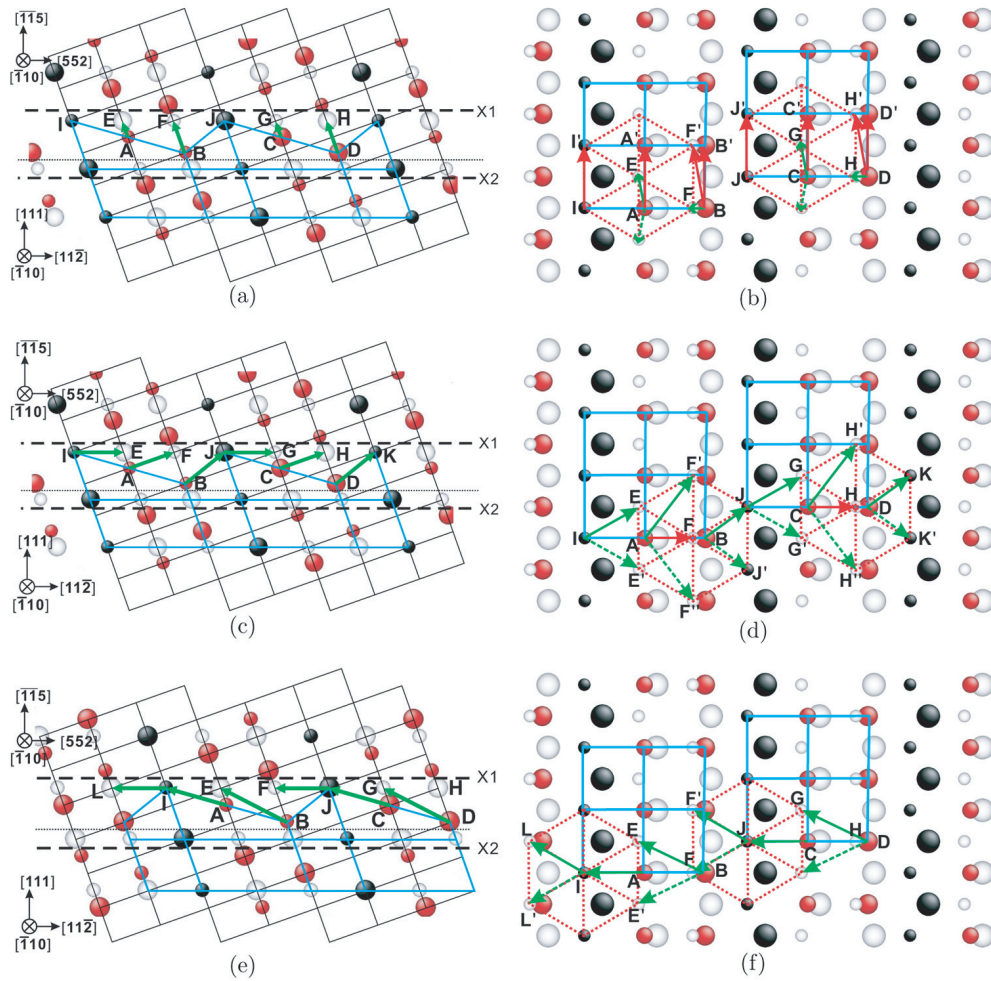 [1̅1̅5]
[552]
[1̅10]
X1
I E F J G H
A B C D
X2
[111]
[112̅]
[1̅10]
(a)
J' C' H' D'
I' A' F' B' G
E J C H D
I A F B
(b)
[1̅1̅5]
[552]
[1̅10]
X1
I E F J G H K
A B C D
X2
[111]
[112̅]
[1̅10]
(c)
H'
F' G K
E J C H D
I A F B G' K'
E' J' H''
F''
(d)
[1̅1̅5]
[552]
[1̅10]
X1
L I E F J G H
A B C D
X2
[111]
[112̅]
[1̅10]
(e)
F' G
L E J C H D
I A F B
L' E'
(f)